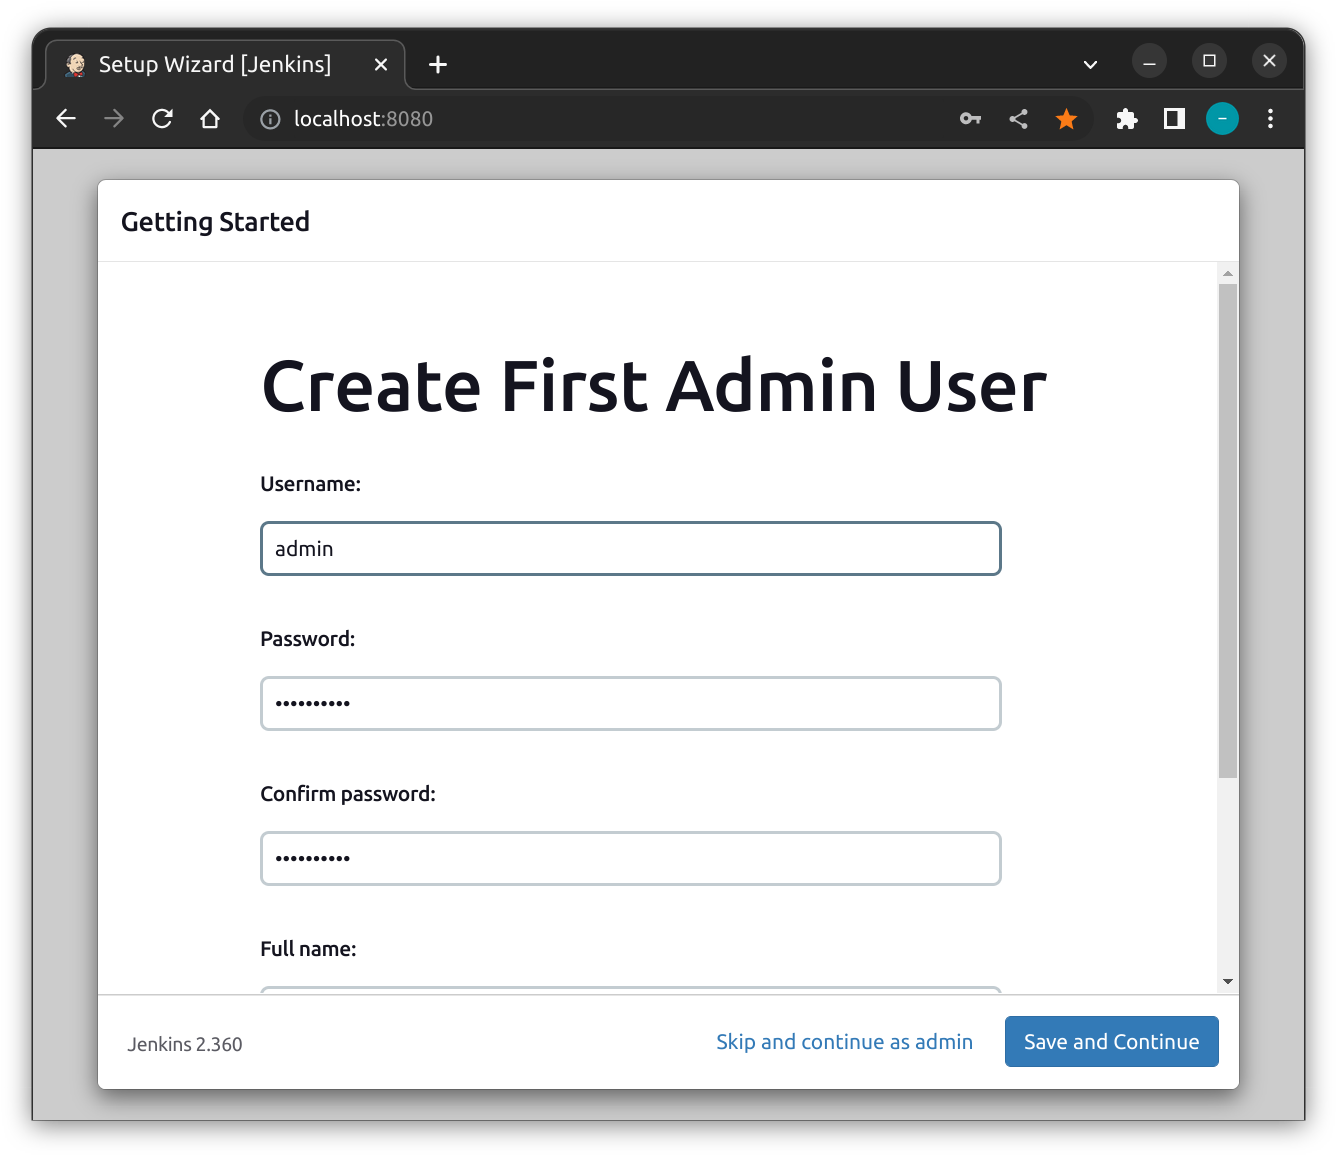 Setup Wizard [Jenkins]
localhost:8080
Getting Started
Create First Admin User
Username:
admin
Password:
••••••••••
Confirm password:
••••••••••
Full name:
Jenkins 2.360
Skip and continue as admin
Save and Continue